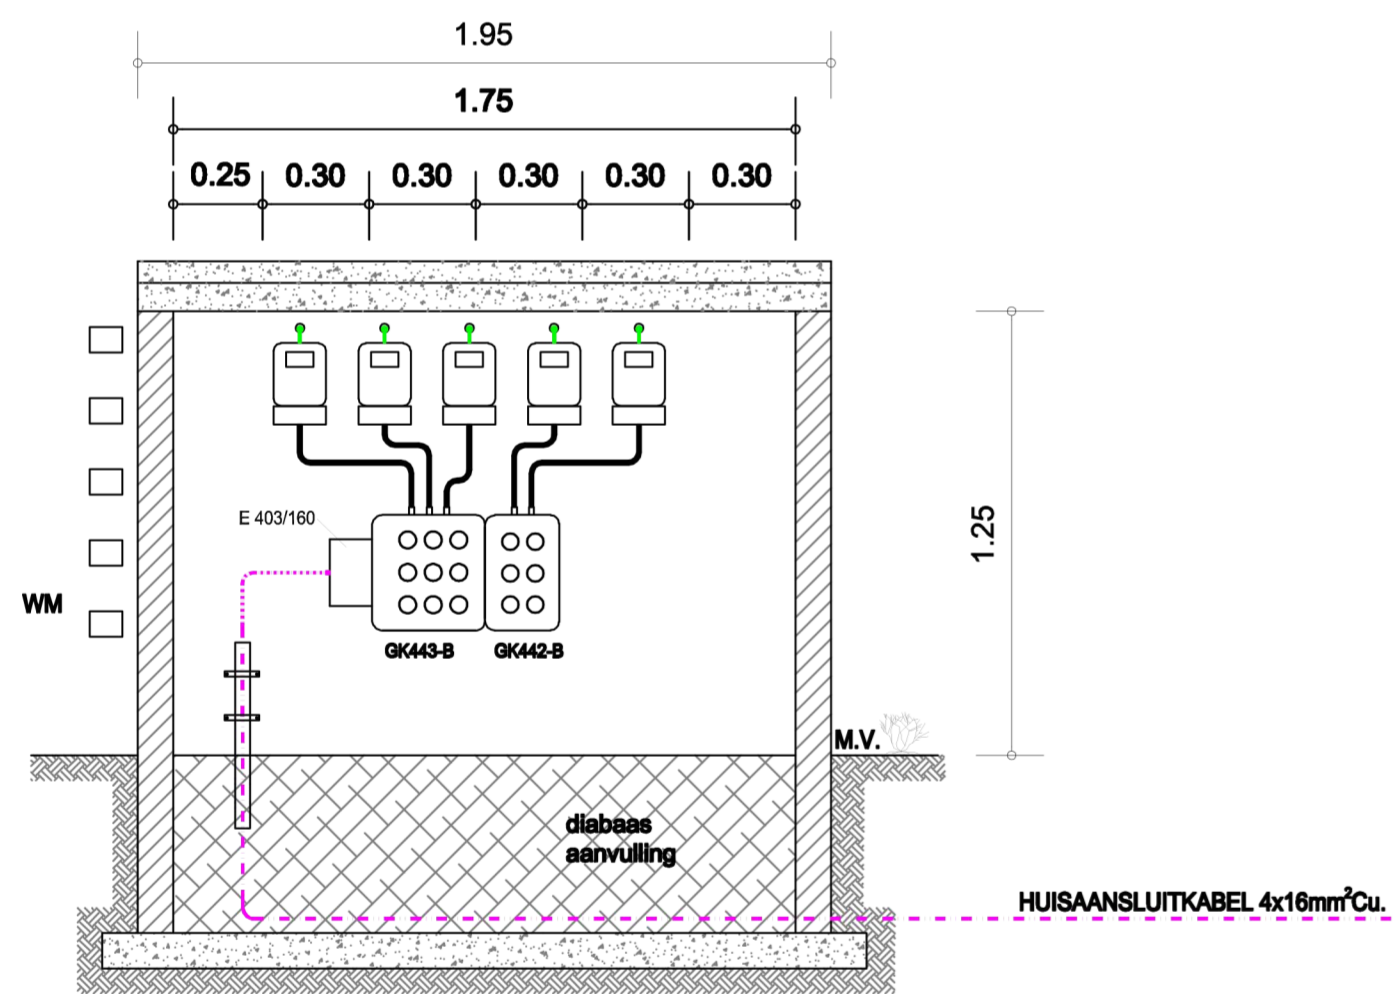 1.95
1.75
0.25 0.30 0.30 0.30 0.30 0.30
E 403/160
1.25
WM
GK443-B GK442-B
M.V.
diabaas
aanvulling
HUISAANSLUITKABEL 4x16mm²Cu.